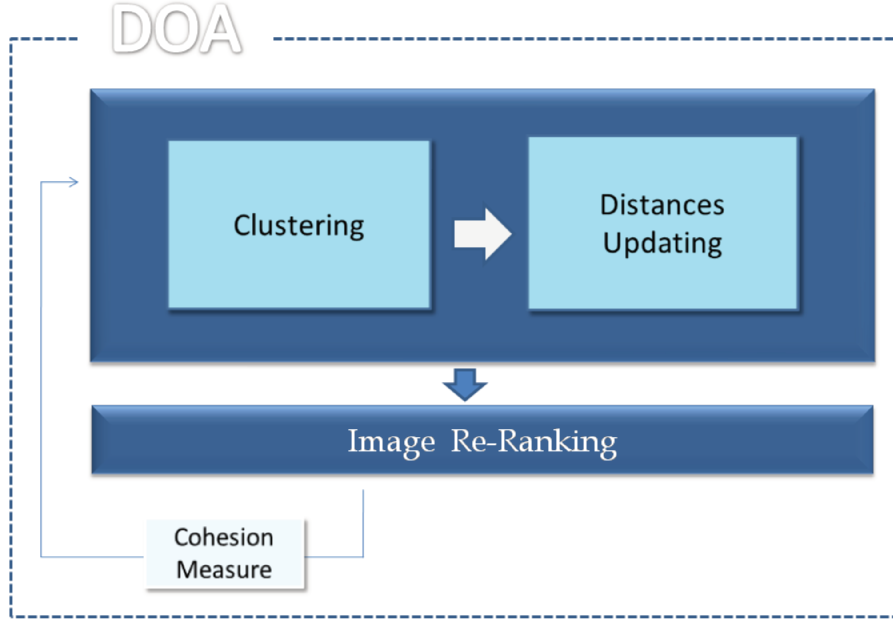 DOA
Clustering
Distances
Updating
Image Re-Ranking
Cohesion
Measure